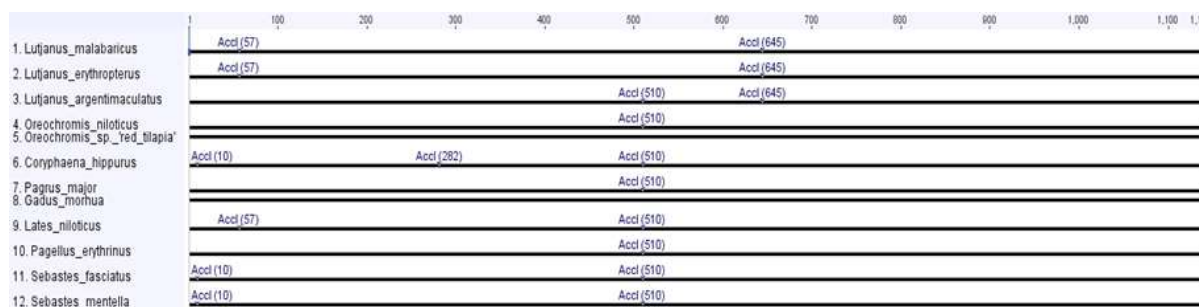 1 100 200 300 400 500 600 700 800 900 1,000 1,100
AccI (57) AccI (645)
1. Lutjanus_malabaricus
AccI (57) AccI (645)
2. Lutjanus_erythropterus
AccI (510) AccI (645)
3. Lutjanus_argentimaculatus
AccI (510)
4. Oreochromis_niloticus
5. Oreochromis_sp._'red_tilapia'
AccI (10) AccI (282) AccI (510)
6. Coryphaena_hippurus
AccI (510)
7. Pagrus_major
8. Gadus_morhua
AccI (57) AccI (510)
9. Lates_niloticus
AccI (510)
10. Pagellus_erythrinus
AccI (10) AccI (510)
11. Sebastes_fasciatus
AccI (10) AccI (510)
12. Sebastes_mentella